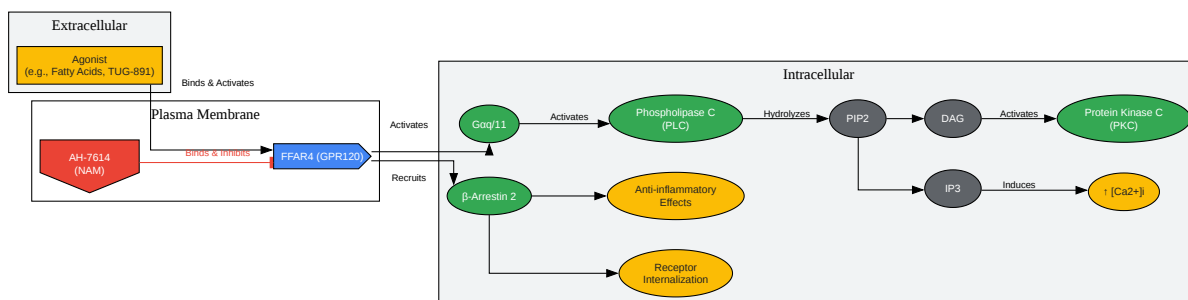 Extracellular
Agonist
(e.g., Fatty Acids, TUG-891)
Binds & Activates
Plasma Membrane
AH-7614
(NAM)
Binds & Inhibits
FFAR4 (GPR120)
Activates
Recruits
Intracellular
Gαq/11
Activates
Phospholipase C
(PLC)
Hydrolyzes
PIP2
DAG
Activates
Protein Kinase C
(PKC)
IP3
Induces
↑ [Ca2+]i
β-Arrestin 2
Anti-inflammatory
Effects
Receptor
Internalization